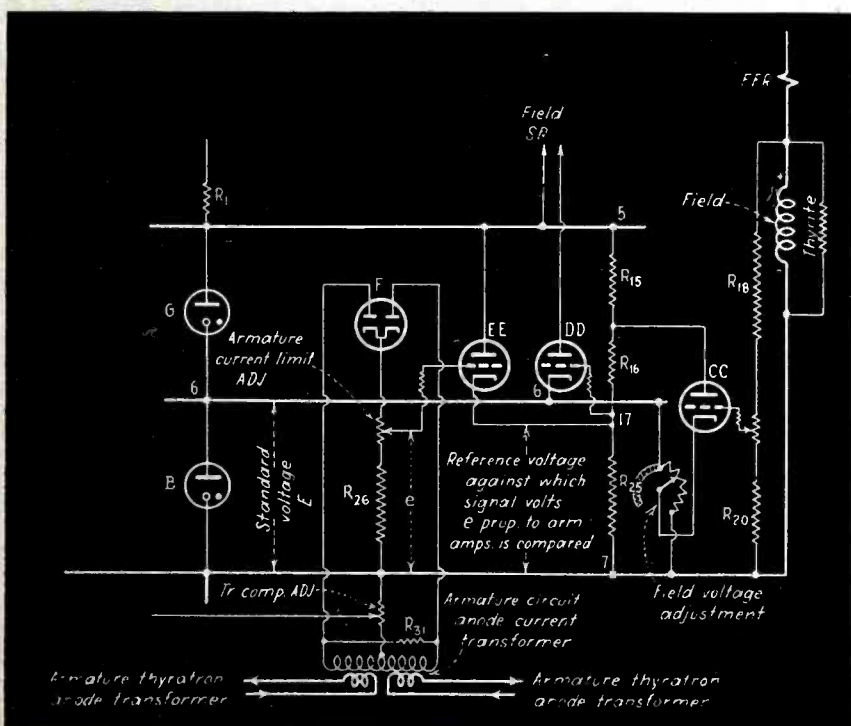 FFR
Field
SR
R1
5
Field
Thyrite
+
-
R15
R18
G
F
Armature
current limit
ADJ
EE
DD
R16
CC
6
6
17
B
Standard
voltage
E
R26
e
Reference voltage
against which
signal volts
e prop. to arm
amps. is compared
R25
R20
7
Tr comp. ADJ
Armature circuit
anode current
transformer
Field voltage
adjustment
R31
Armature thyratron
anode transformer
Armature thyratron
anode transformer